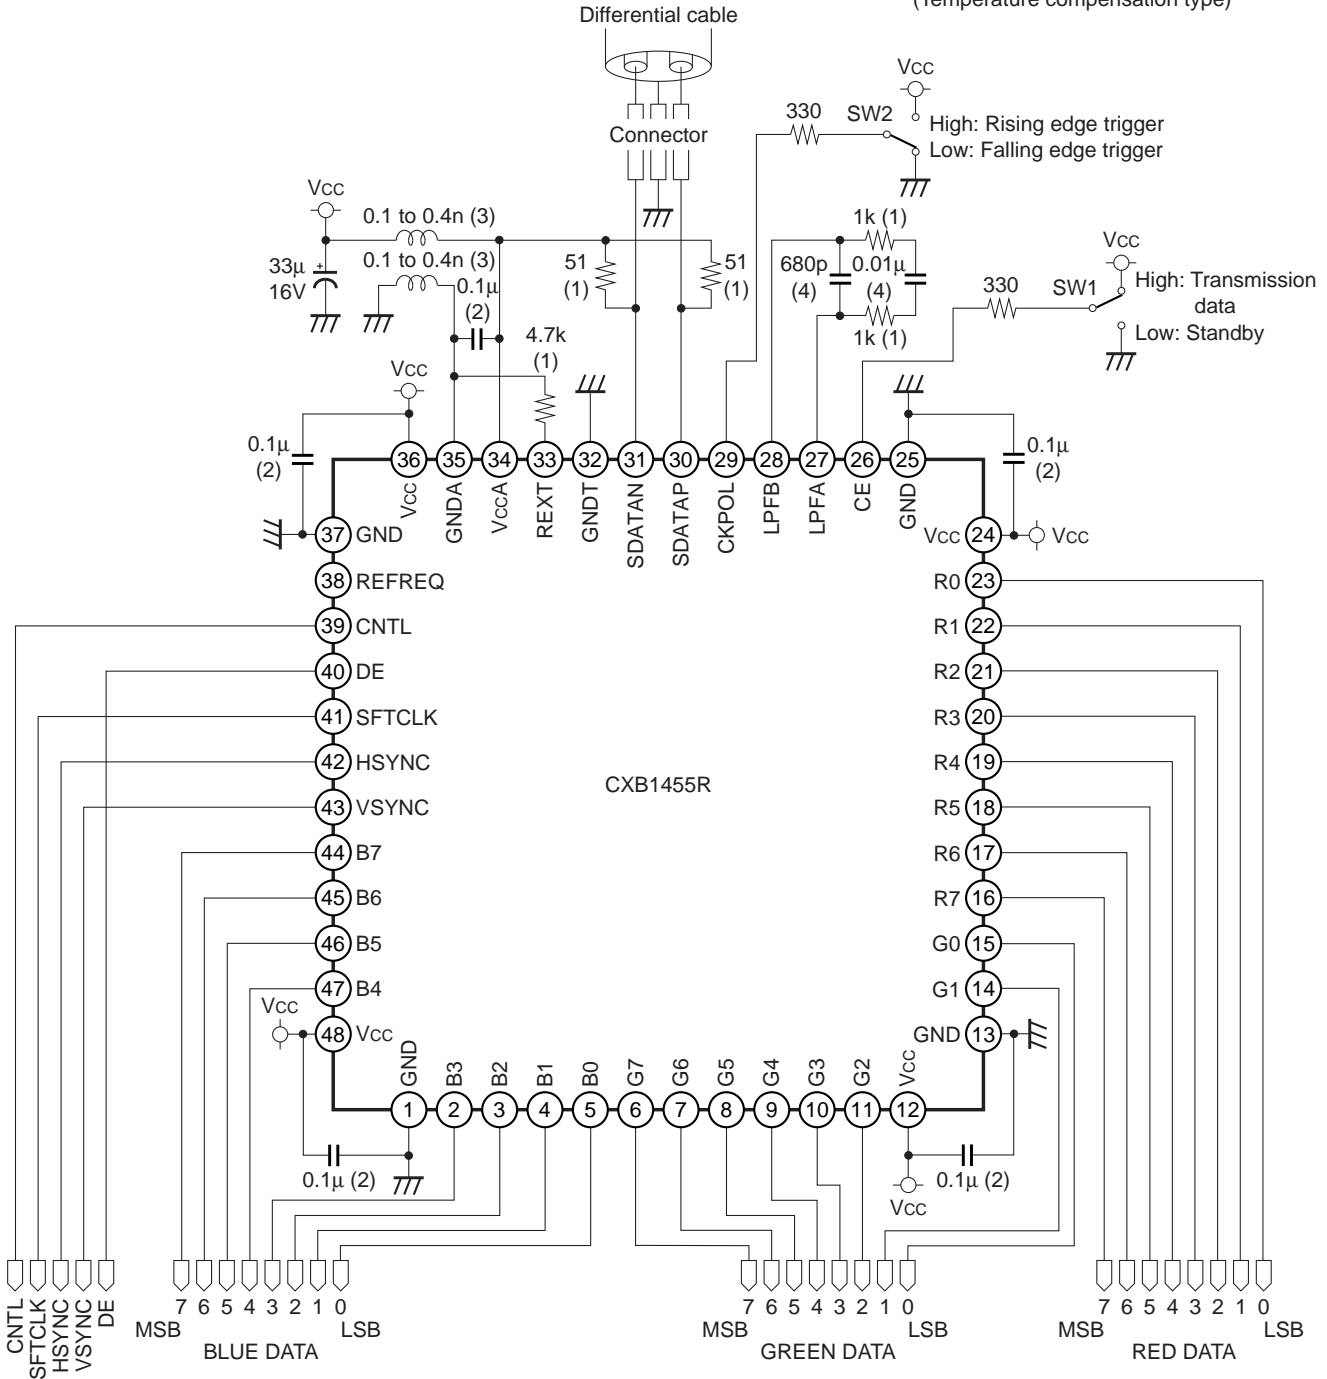 (Temperature compensation type)
Differential cable
Vcc
330
SW2
High: Rising edge trigger
Low: Falling edge trigger
Connector
Vcc
0.1 to 0.4n (3)
33µ
16V
0.1 to 0.4n (3)
0.1µ
(2)
51
(1)
51
(1)
1k (1)
680p
(4)
0.01µ
(4)
1k (1)
330
SW1
Vcc
High: Transmission
data
Low: Standby
4.7k
(1)
Vcc
0.1µ
(2)
0.1µ
(2)
36 35 34 33 32 31 30 29 28 27 26 25
Vcc
GNDA
VccA
REXT
GNDT
SDATAN
SDATAP
CKPOL
LPFB
LPFA
CE
GND
37 GND
Vcc 24
Vcc
38 REFREQ
R0 23
39 CNTL
R1 22
40 DE
R2 21
41 SFTCLK
R3 20
42 HSYNC
R4 19
CXB1455R
43 VSYNC
R5 18
44 B7
R6 17
45 B6
R7 16
46 B5
G0 15
47 B4
G1 14
Vcc
48 Vcc
GND 13
GND
B3
B2
B1
B0
G7
G6
G5
G4
G3
G2
Vcc
1 2 3 4 5 6 7 8 9 10 11 12
0.1µ (2)
0.1µ (2)
Vcc
CNTL
SFTCLK
HSYNC
VSYNC
DE
7 6 5 4 3 2 1 0
MSB
LSB
BLUE DATA
7 6 5 4 3 2 1 0
MSB
LSB
GREEN DATA
7 6 5 4 3 2 1 0
MSB
LSB
RED DATA